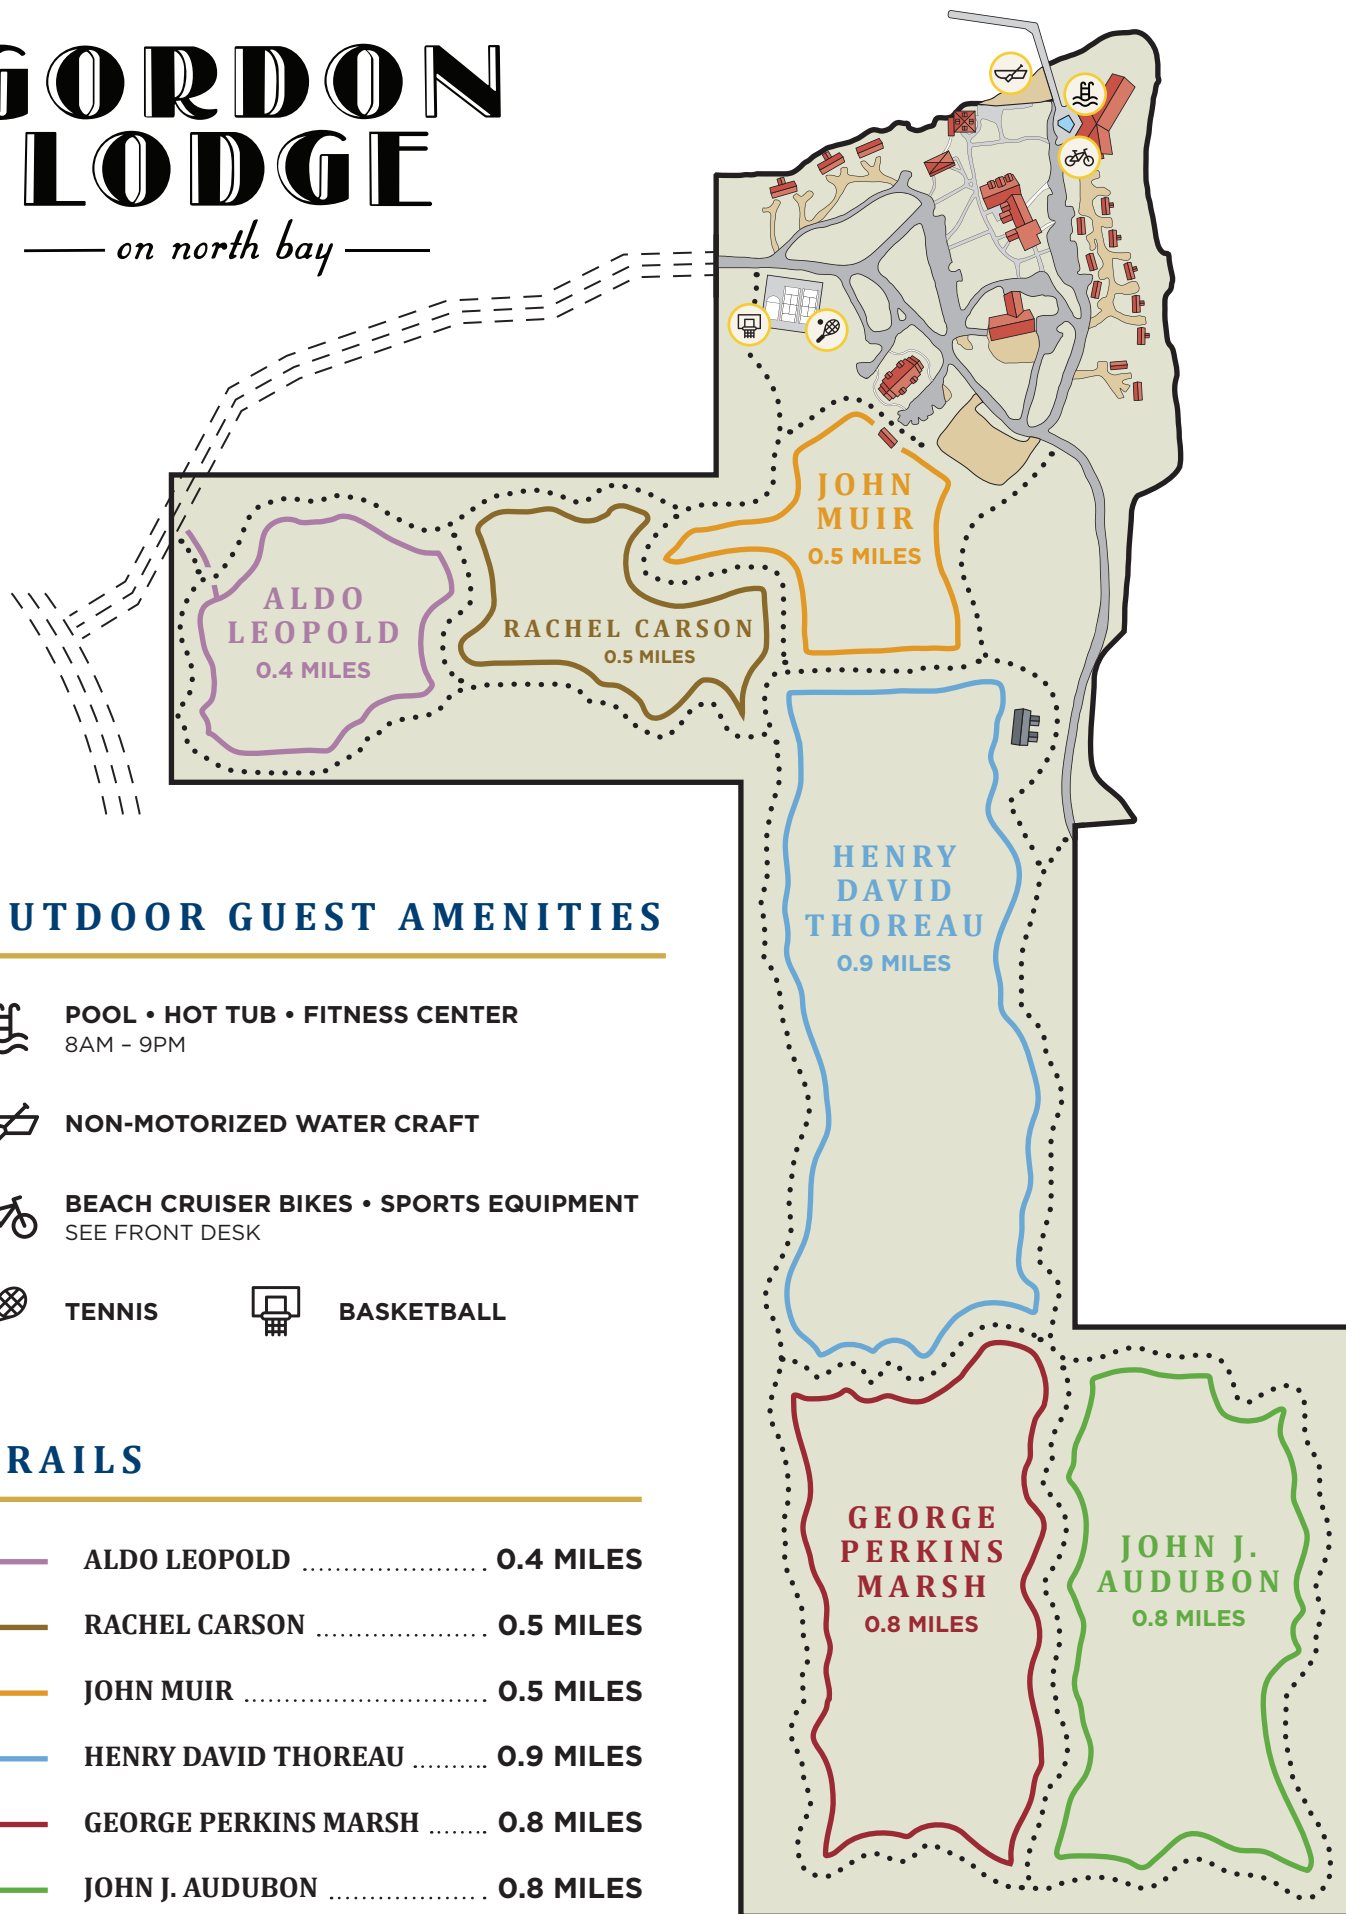 GORDON
LODGE
on north bay
JOHN
MUIR
0.5 MILES
ALDO
LEOPOLD
0.4 MILES
RACHEL CARSON
0.5 MILES
HENRY
DAVID
THOREAU
0.9 MILES
UTDOOR GUEST AMENITIES
POOL • HOT TUB • FITNESS CENTER
8AM – 9PM
NON-MOTORIZED WATER CRAFT
BEACH CRUISER BIKES • SPORTS EQUIPMENT
SEE FRONT DESK
TENNIS
BASKETBALL
GEORGE
PERKINS
MARSH
0.8 MILES
JOHN J.
AUDUBON
0.8 MILES
RAILS
ALDO LEOPOLD 0.4 MILES
RACHEL CARSON 0.5 MILES
JOHN MUIR 0.5 MILES
HENRY DAVID THOREAU 0.9 MILES
GEORGE PERKINS MARSH 0.8 MILES
JOHN J. AUDUBON 0.8 MILES